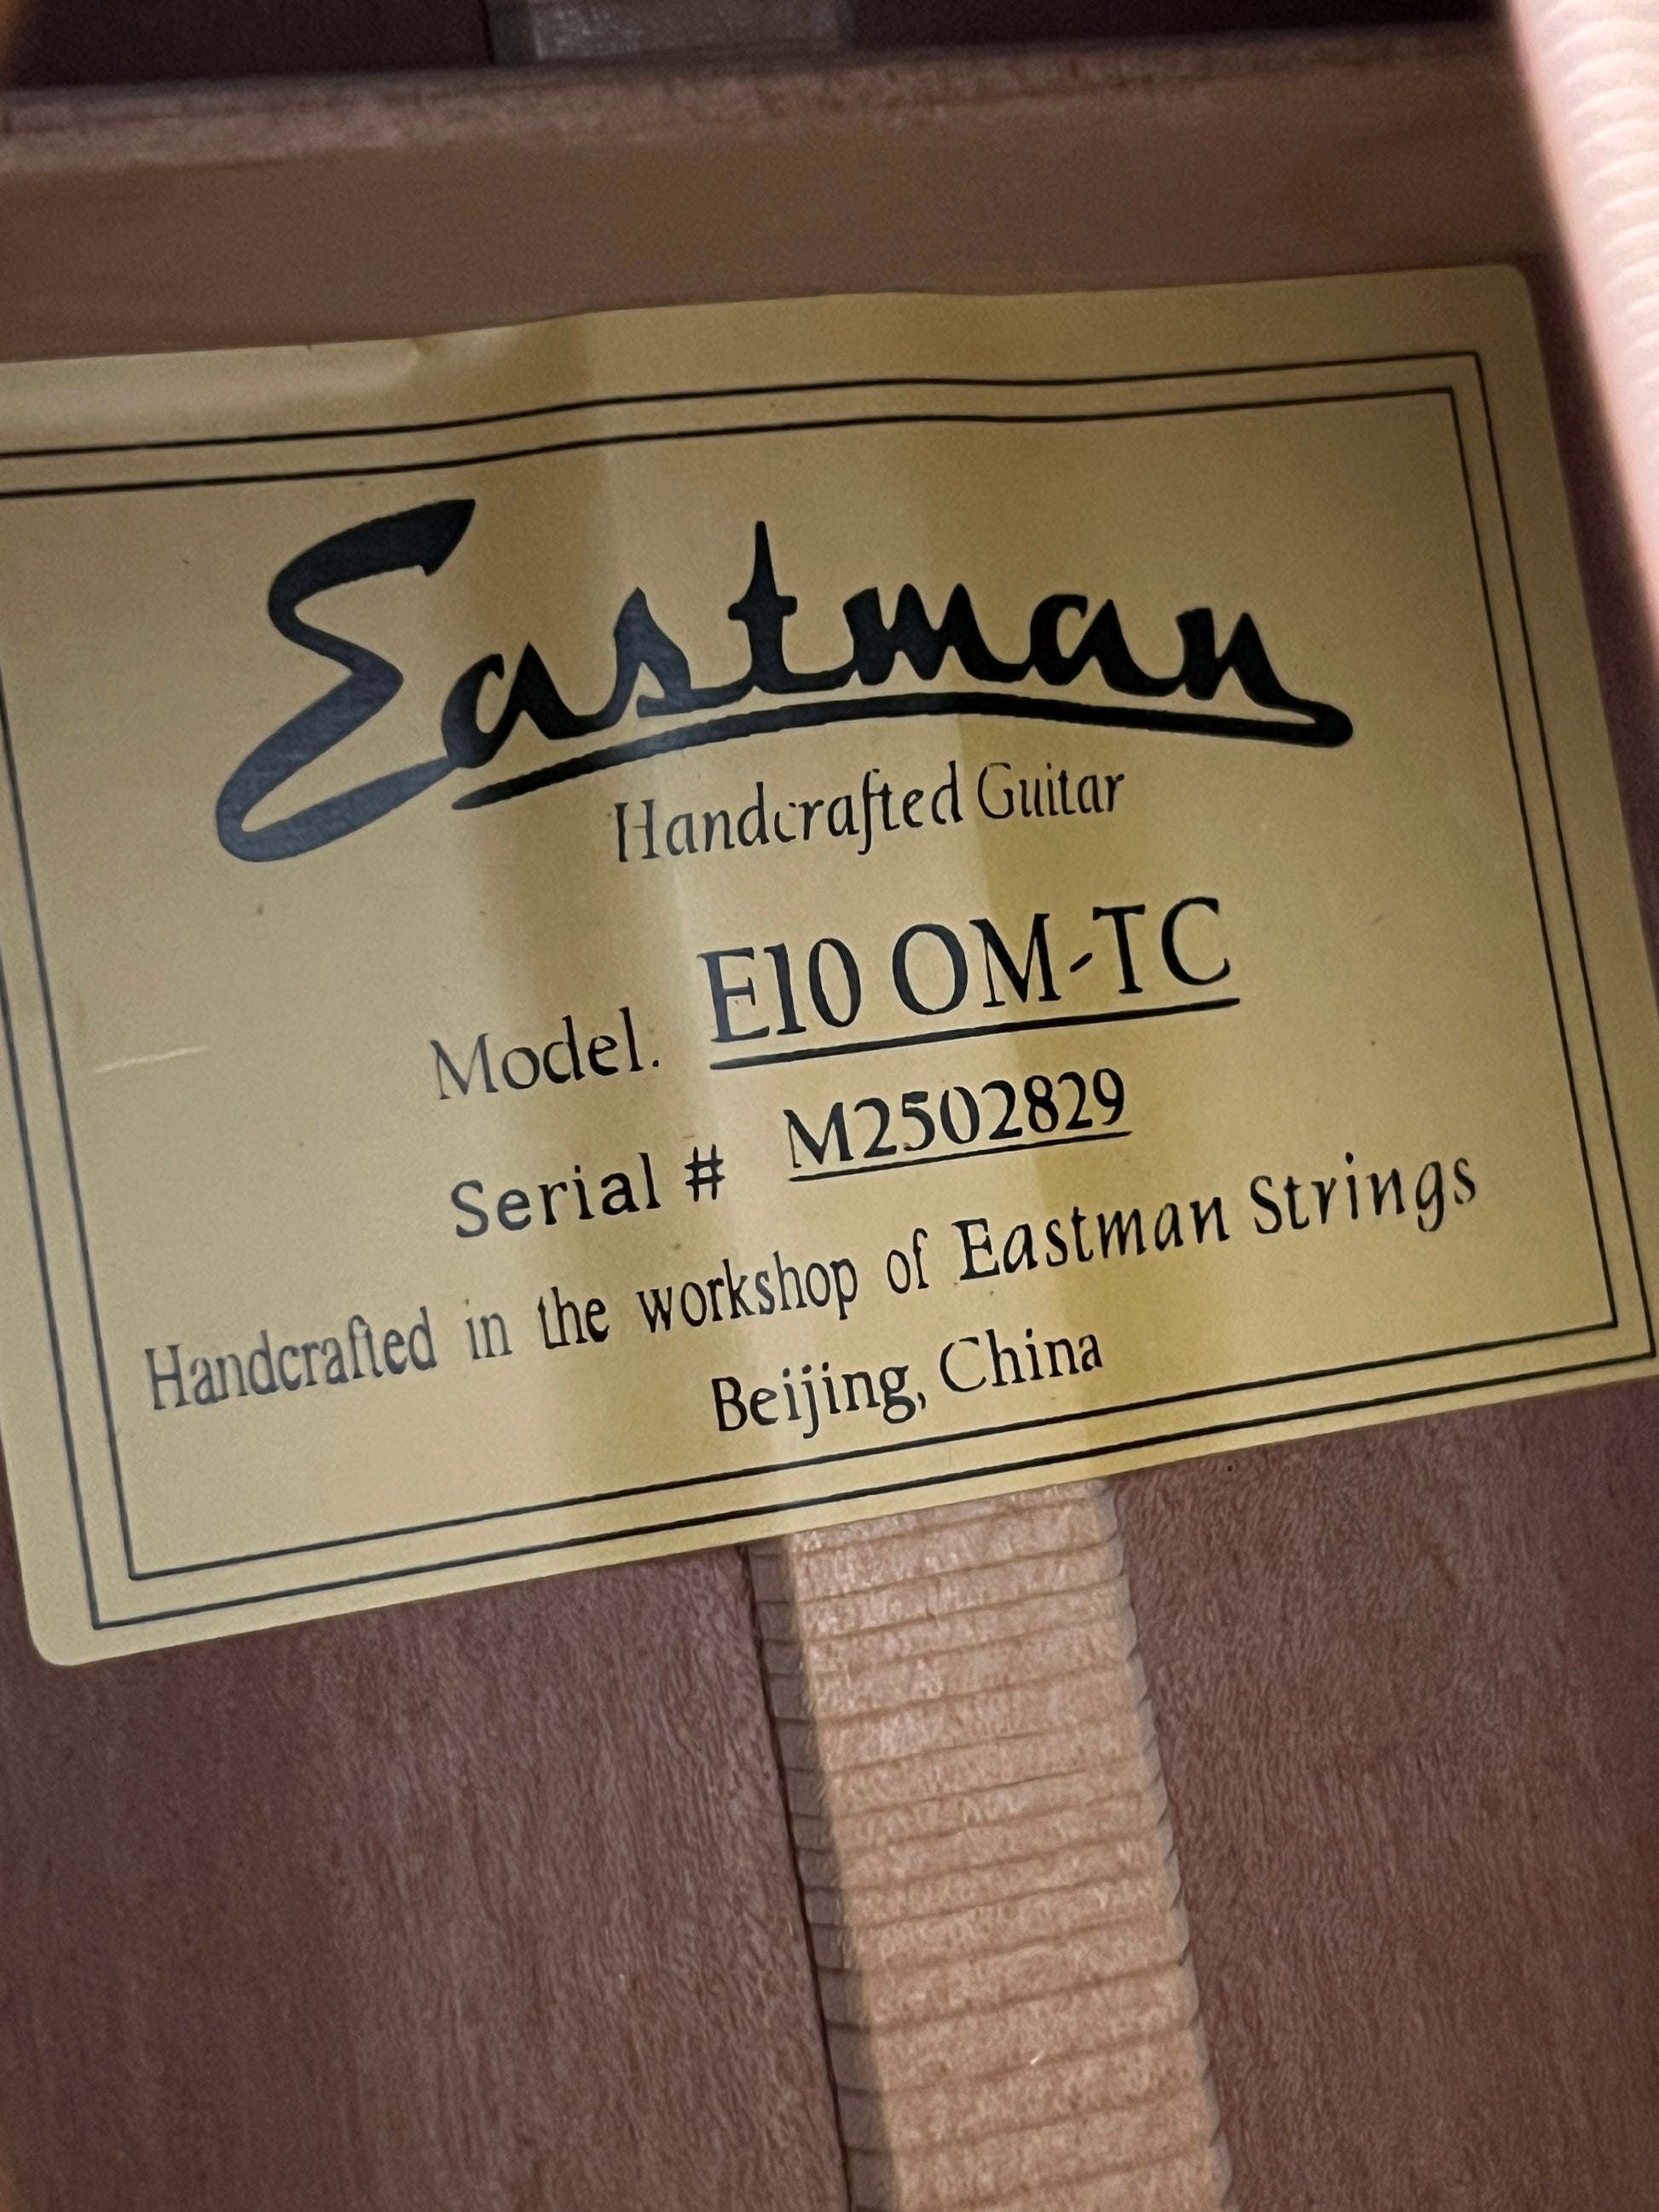 Eastman
Handcrafted Guitar
Model. E10 OM-TC
Serial # M2502829
Handcrafted in the workshop of Eastman Strings
Beijing, China